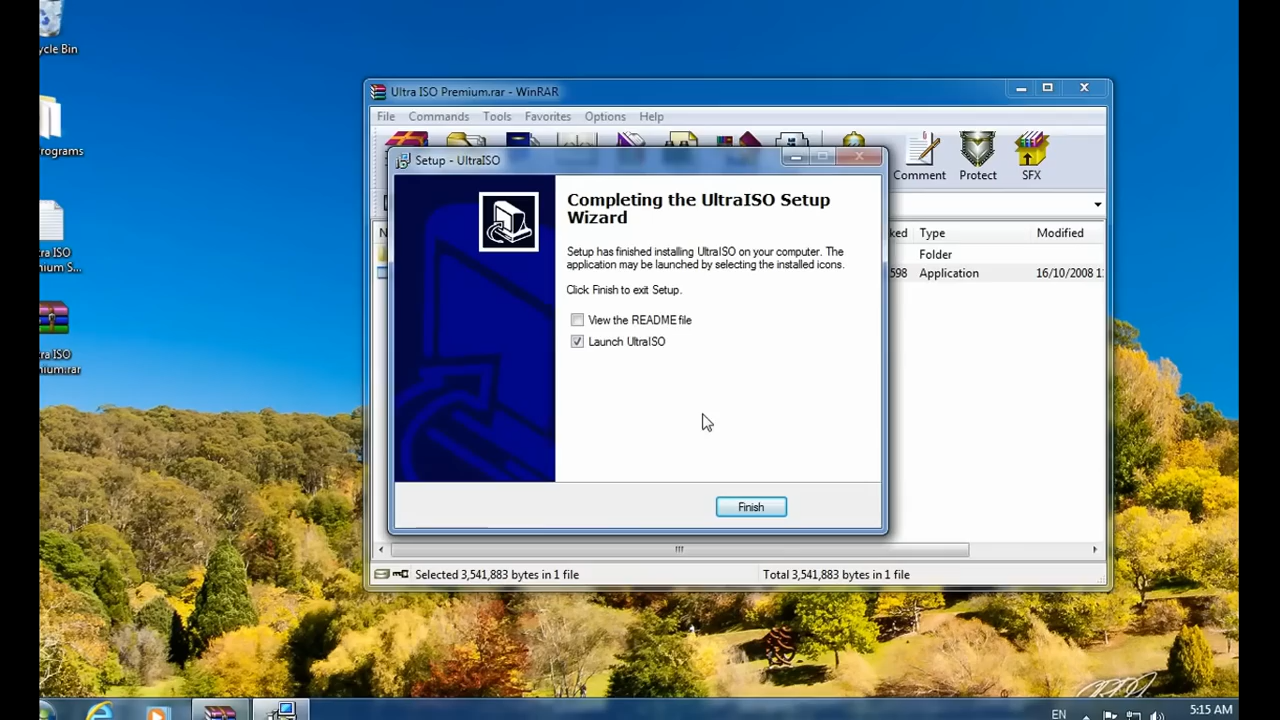 ycle Bin
rograms
tra ISO
mium S...
tra ISO
mium.rar
Ultra ISO Premium.rar - WinRAR
File Commands Tools Favorites Options Help
Comment Protect SFX
Setup - UltraISO
Completing the UltraISO Setup
Wizard
Setup has finished installing UltraISO on your computer. The
application may be launched by selecting the installed icons.
Click Finish to exit Setup.
View the README file
Launch UltraISO
Finish
N
ked Type Modified
Folder
598 Application 16/10/2008 1
Selected 3,541,883 bytes in 1 file
Total 3,541,883 bytes in 1 file
EN
5:15 AM